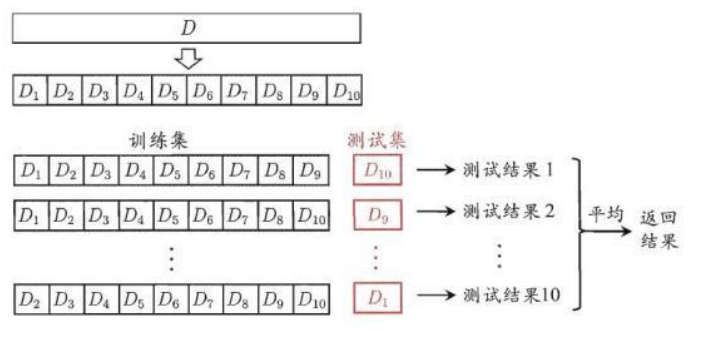 D
D₁ D₂ D₃ D₄ D₅ D₆ D₇ D₈ D₉ D₁₀
训练集 测试集
D₁ D₂ D₃ D₄ D₅ D₆ D₇ D₈ D₉ D₁₀ 测试结果1
D₁ D₂ D₃ D₄ D₅ D₆ D₇ D₈ D₁₀ D₉ 测试结果2
平均 返回
结果
⋮ ⋮ ⋮
D₂ D₃ D₄ D₅ D₆ D₇ D₈ D₉ D₁₀ D₁ 测试结果10